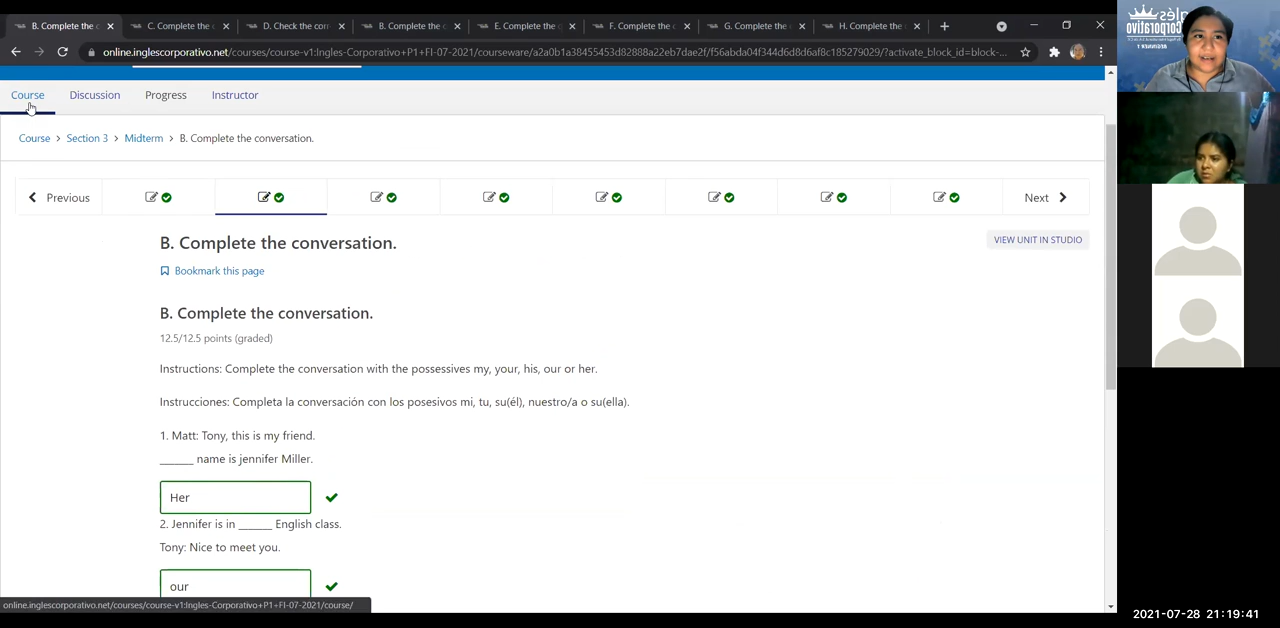 B. Complete the c
C. Complete the c
D. Check the corr
B. Complete the c
E. Complete the c
F. Complete the c
G. Complete the c
H. Complete the c
online.inglescorporativo.net/courses/course-v1:Ingles-Corporativo+P1+FI-07-2021/courseware/a2a0b1a38455453d82888a22eb7dae2f/f56abda04f344d6d8d6af8c185279029/?activate_block_id=block-...
Course
Discussion
Progress
Instructor
Course > Section 3 > Midterm > B. Complete the conversation.
Previous
Next
B. Complete the conversation.
VIEW UNIT IN STUDIO
Bookmark this page
B. Complete the conversation.
12.5/12.5 points (graded)
Instructions: Complete the conversation with the possessives my, your, his, our or her.
Instrucciones: Completa la conversación con los posesivos mi, tu, su(él), nuestro/a o su(ella).
1. Matt: Tony, this is my friend.
______ name is jennifer Miller.
Her
2. Jennifer is in ______ English class.
Tony: Nice to meet you.
our
online.inglescorporativo.net/courses/course-v1:Ingles-Corporativo+P1+FI-07-2021/course/
2021-07-28 21:19:41